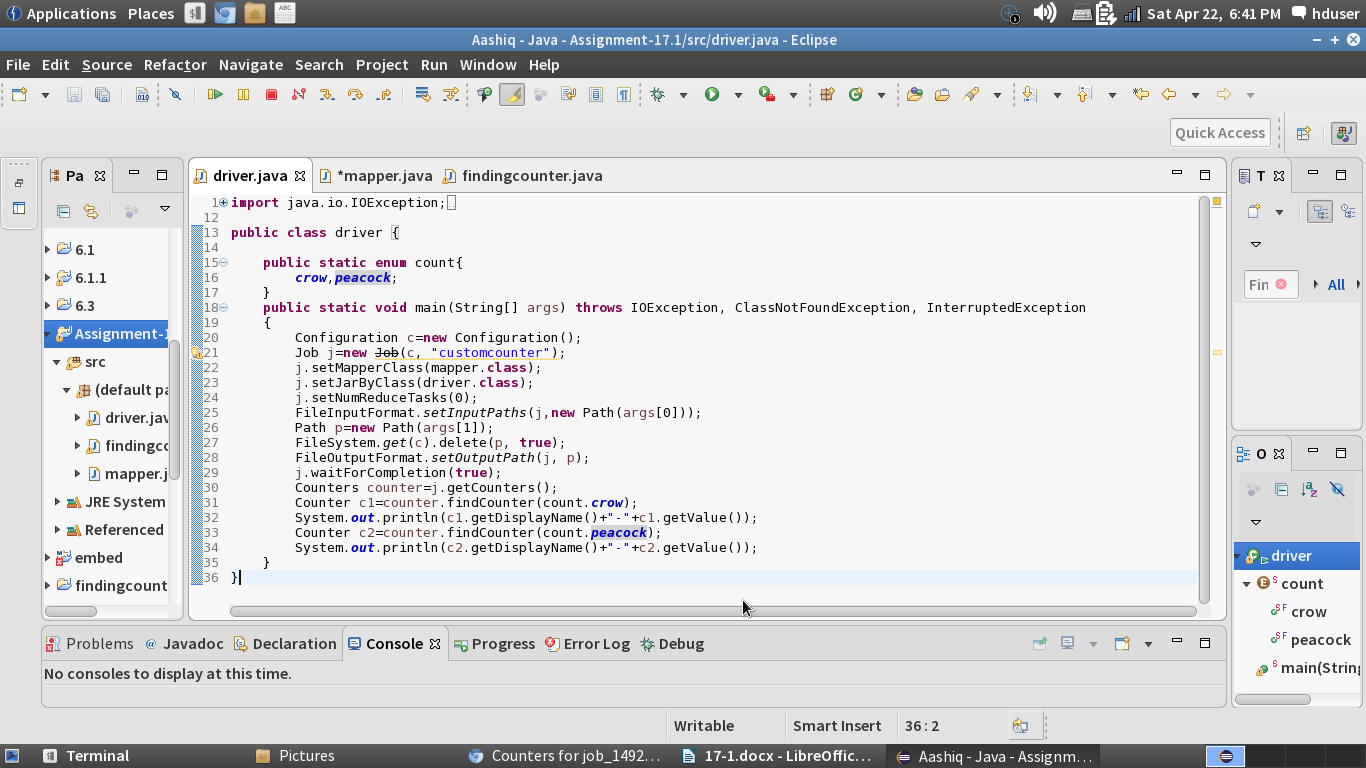 Applications Places Sat Apr 22, 6:41 PM hduser
Aashiq - Java - Assignment-17.1/src/driver.java - Eclipse
File Edit Source Refactor Navigate Search Project Run Window Help
Quick Access
Pa
driver.java *mapper.java findingcounter.java
T
6.1
6.1.1
6.3
Assignment-1
src
(default pa
driver.jav
findingco
mapper.j
JRE System
Referenced
embed
findingcount
1 import java.io.IOException;
12
13 public class driver {
14
15 public static enum count{
16 crow,peacock;
17 }
18 public static void main(String[] args) throws IOException, ClassNotFoundException, InterruptedException
19 {
20 Configuration c=new Configuration();
21 Job j=new Job(c, "customcounter");
22 j.setMapperClass(mapper.class);
23 j.setJarByClass(driver.class);
24 j.setNumReduceTasks(0);
25 FileInputFormat.setInputPaths(j,new Path(args[0]));
26 Path p=new Path(args[1]);
27 FileSystem.get(c).delete(p, true);
28 FileOutputFormat.setOutputPath(j, p);
29 j.waitForCompletion(true);
30 Counters counter=j.getCounters();
31 Counter c1=counter.findCounter(count.crow);
32 System.out.println(c1.getDisplayName()+"-"+c1.getValue());
33 Counter c2=counter.findCounter(count.peacock);
34 System.out.println(c2.getDisplayName()+"-"+c2.getValue());
35 }
36 }
Fin All
O
driver
count
crow
peacock
main(String
Problems @ Javadoc Declaration Console Progress Error Log Debug
No consoles to display at this time.
Writable Smart Insert 36 : 2
Terminal Pictures Counters for job_1492... 17-1.docx - LibreOffic... Aashiq - Java - Assignm...